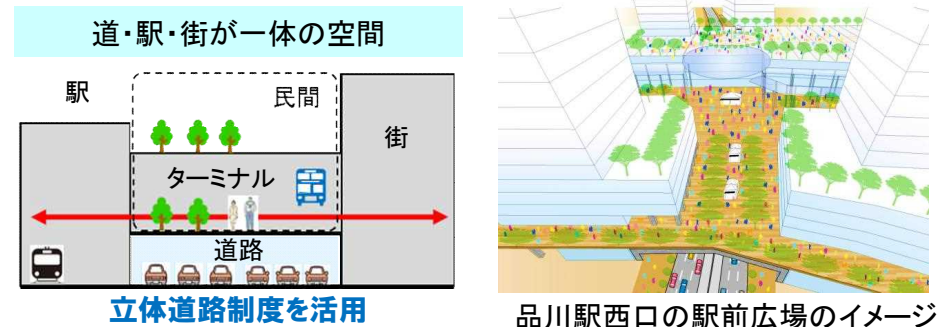 道・駅・街が一体の空間
駅
民間
街
ターミナル
道路
立体道路制度を活用
品川駅西口の駅前広場のイメージ